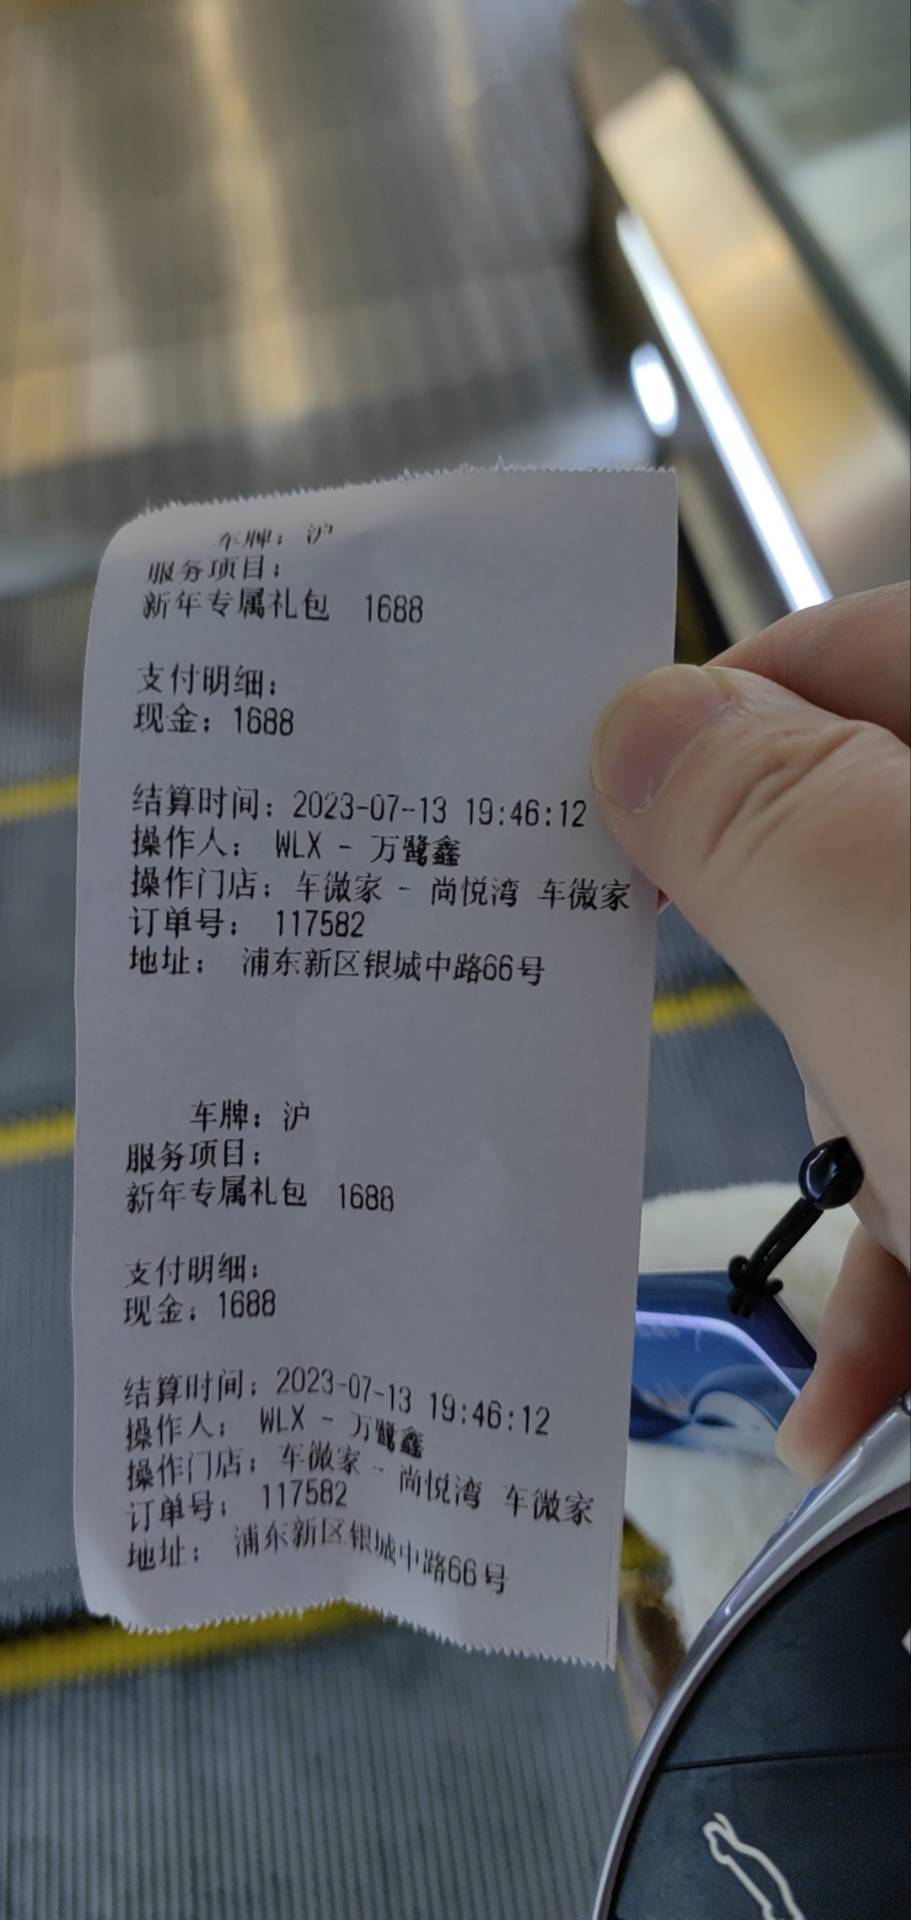 车牌：沪
服务项目：
新年专属礼包 1688
支付明细：
现金：1688
结算时间：2023-07-13 19:46:12
操作人： WLX - 万鹭鑫
操作门店：车微家 - 尚悦湾 车微家
订单号： 117582
地址： 浦东新区银城中路66号
车牌：沪
服务项目：
新年专属礼包 1688
支付明细：
现金：1688
结算时间：2023-07-13 19:46:12
操作人： WLX - 万鹭鑫
操作门店：车微家 - 尚悦湾 车微家
订单号： 117582
地址： 浦东新区银城中路66号